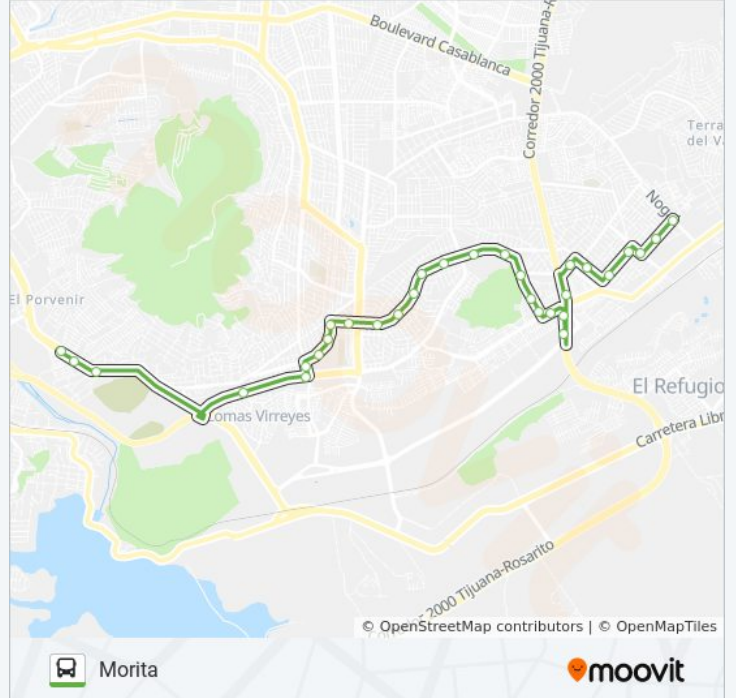 Boulevard Casablanca
Corredor 2000 Tijuana-R
Terra
del V
Nog
El Porvenir
Lomas Virreyes
El Refugio
Carretera Libr
Corredor 2000 Tijuana-Rosarito
© OpenStreetMap contributors | © OpenMapTiles
Morita
moovit